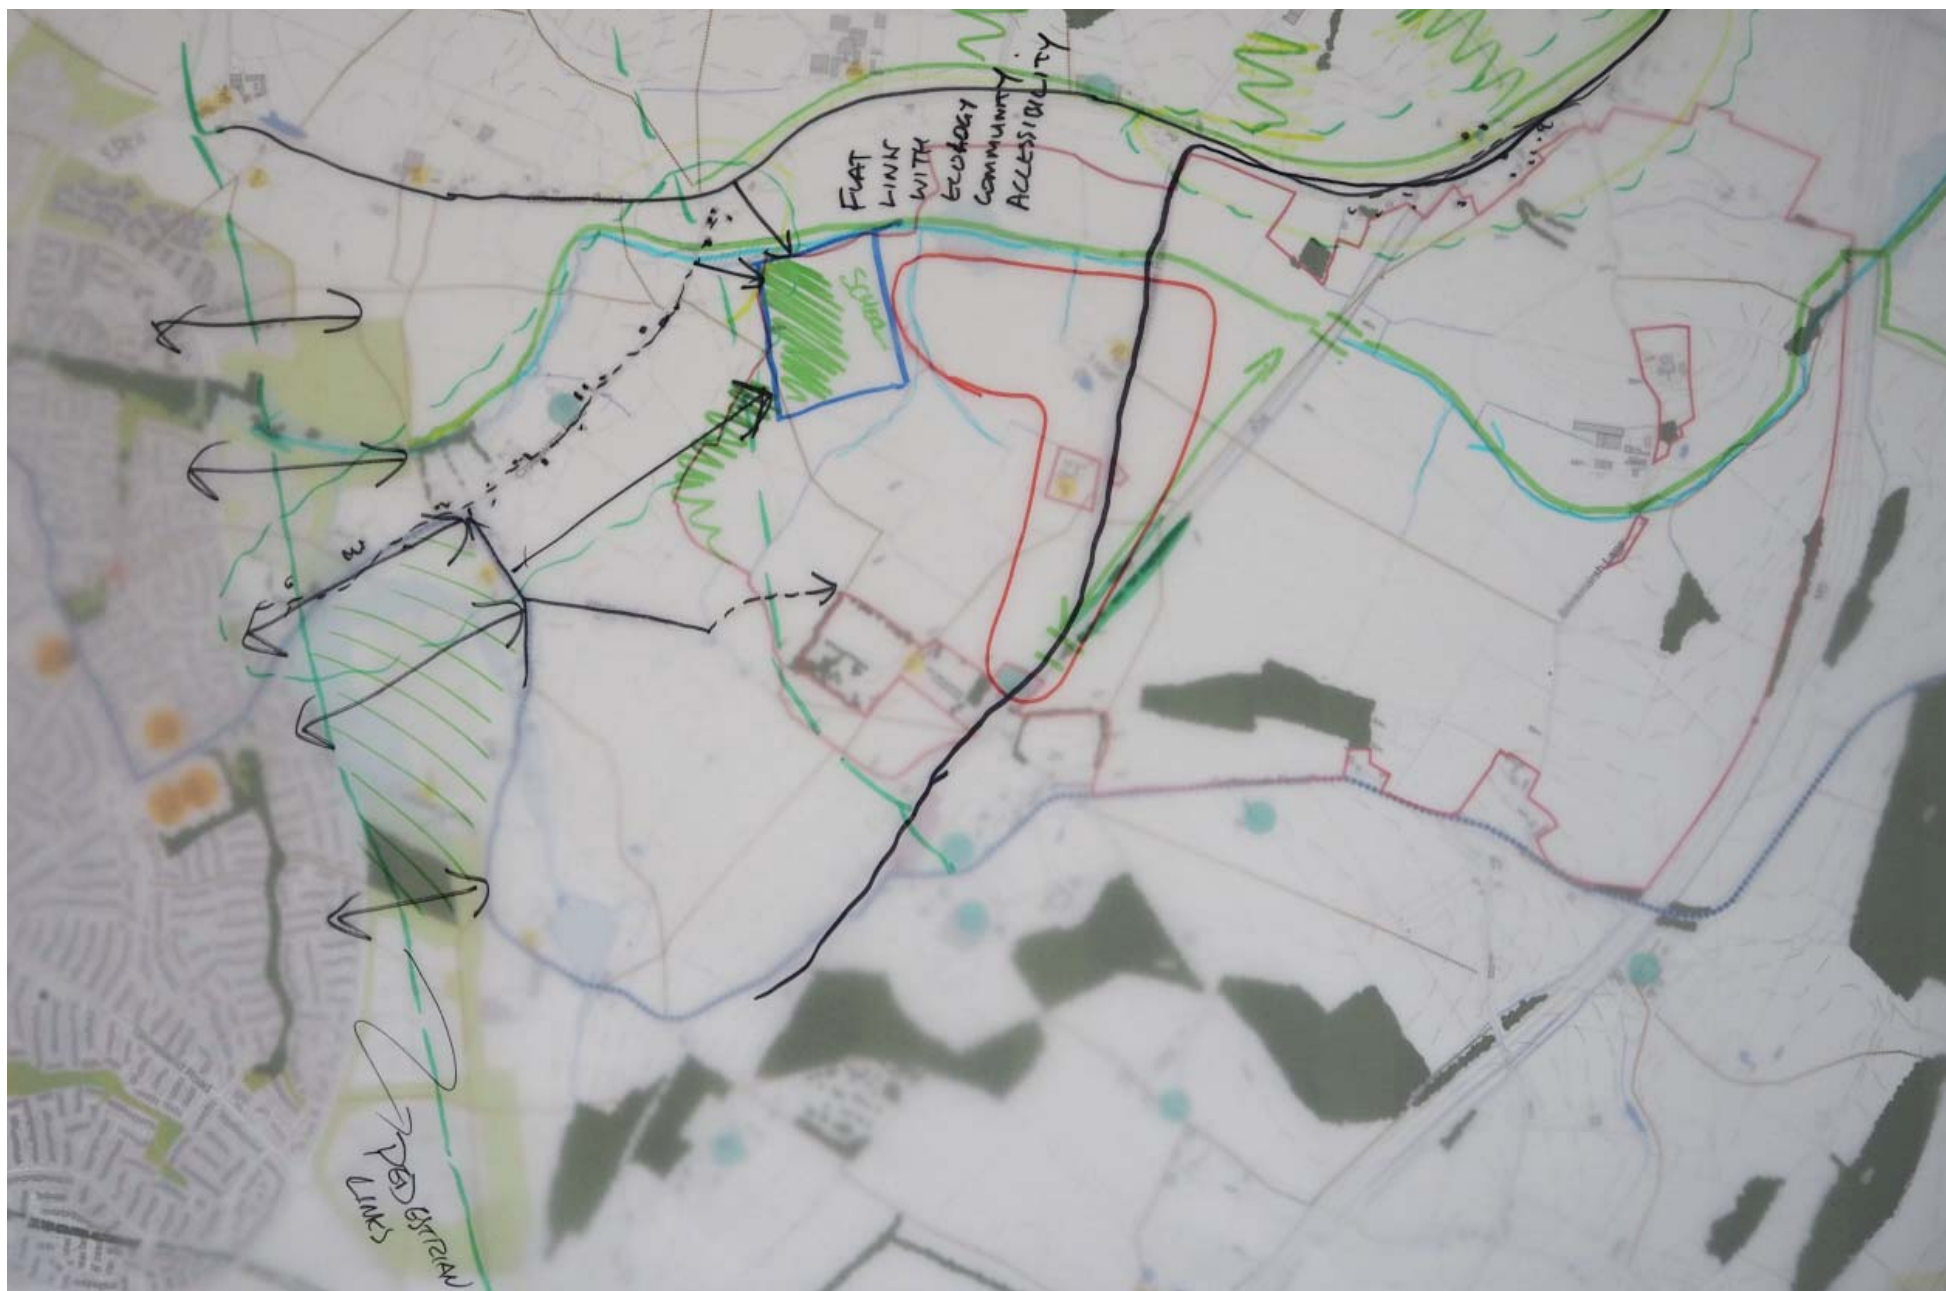 FLAT
LINK
WITH
ECOLOGY
COMMUNITY
ACCESSIBILITY
SCHOOL
PEDESTRIAN
LINKS